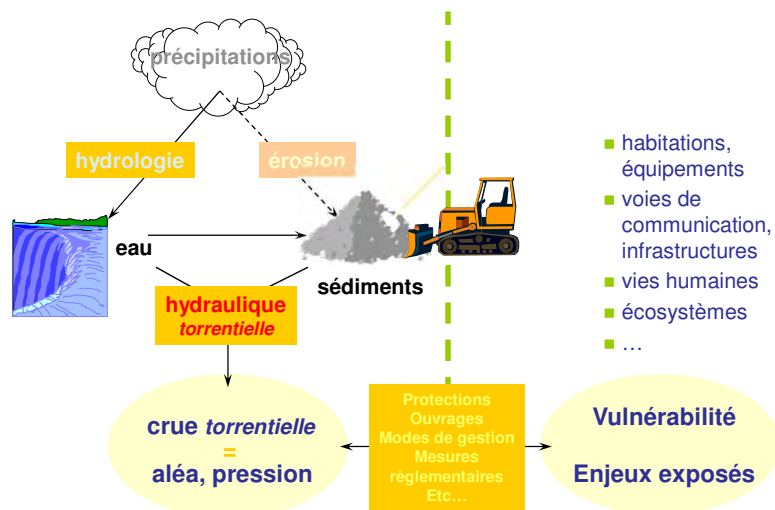 précipitations
hydrologie
érosion
eau
sédiments
hydraulique
torrentielle
crue torrentielle
=
aléa, pression
Protections
Ouvrages
Modes de gestion
Mesures
règlementaires
Etc…
habitations,
équipements
voies de
communication,
infrastructures
vies humaines
écosystèmes
…
Vulnérabilité
Enjeux exposés